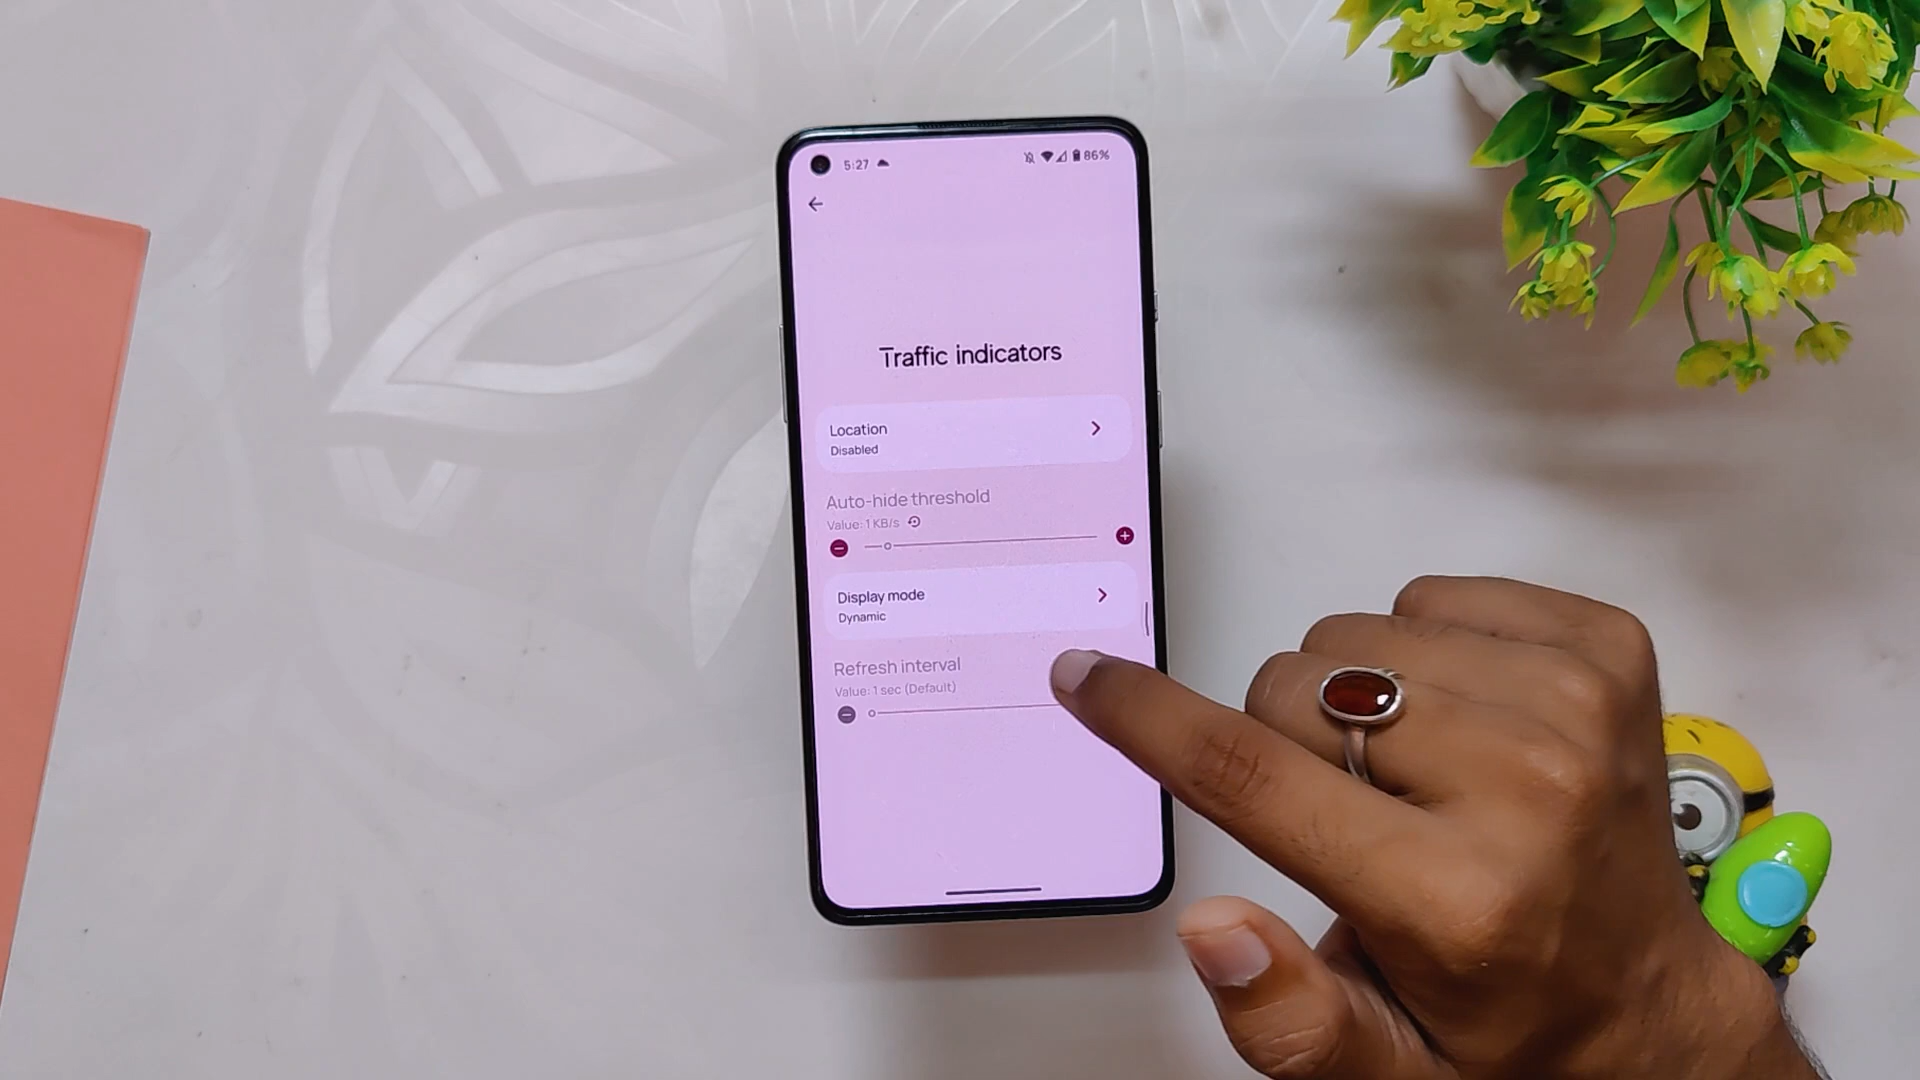 5:27 86%
Traffic indicators
Location
Disabled
Auto-hide threshold
Value: 1 KB/s
Display mode
Dynamic
Refresh interval
Value: 1 sec (Default)